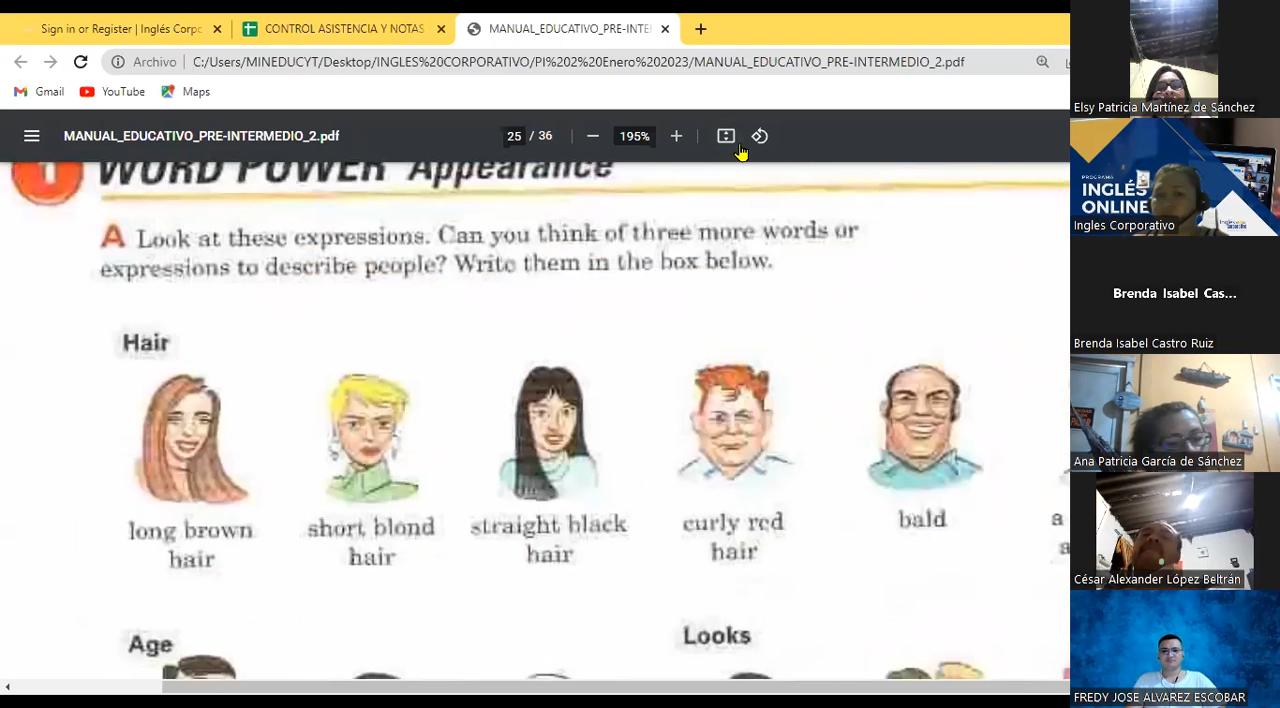 Sign in or Register | Inglés Corpo
CONTROL ASISTENCIA Y NOTAS
MANUAL_EDUCATIVO_PRE-INTE
Archivo
C:/Users/MINEDUCYT/Desktop/INGLES%20CORPORATIVO/PI%202%20Enero%202023/MANUAL_EDUCATIVO_PRE-INTERMEDIO_2.pdf
Gmail
YouTube
Maps
MANUAL_EDUCATIVO_PRE-INTERMEDIO_2.pdf
25 / 36
195%
1 WORD POWER Appearance
A Look at these expressions. Can you think of three more words or
expressions to describe people? Write them in the box below.
Hair
long brown
hair
short blond
hair
straight black
hair
curly red
hair
bald
a
a
Age
Looks
Elsy Patricia Martínez de Sánchez
PROGRAMA
INGLÉS
ONLINE
Ingles Corporativo
Brenda Isabel Cas...
Brenda Isabel Castro Ruiz
Ana Patricia García de Sánchez
César Alexander López Beltrán
FREDY JOSE ALVAREZ ESCOBAR